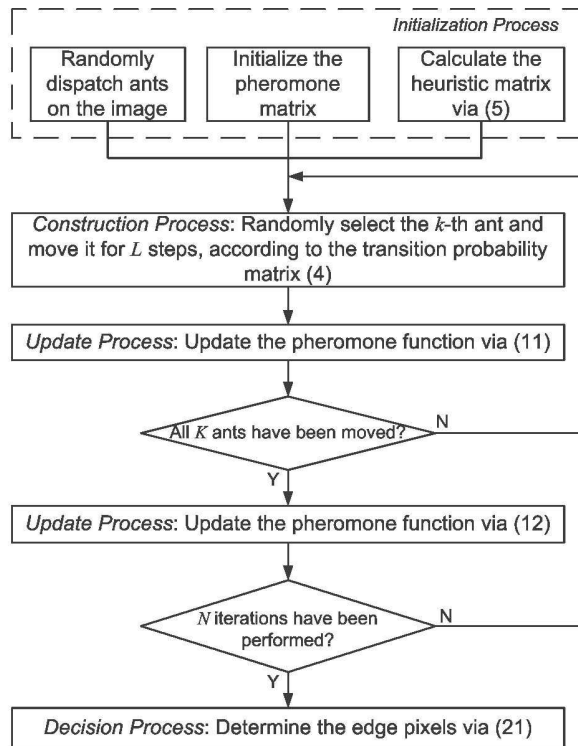 Initialization Process
Randomly
dispatch ants
on the image
Initialize the
pheromone
matrix
Calculate the
heuristic matrix
via (5)
Construction Process: Randomly select the k-th ant and
move it for L steps, according to the transition probability
matrix (4)
Update Process: Update the pheromone function via (11)
All K ants have been moved?
N
Y
Update Process: Update the pheromone function via (12)
N iterations have been
performed?
N
Y
Decision Process: Determine the edge pixels via (21)